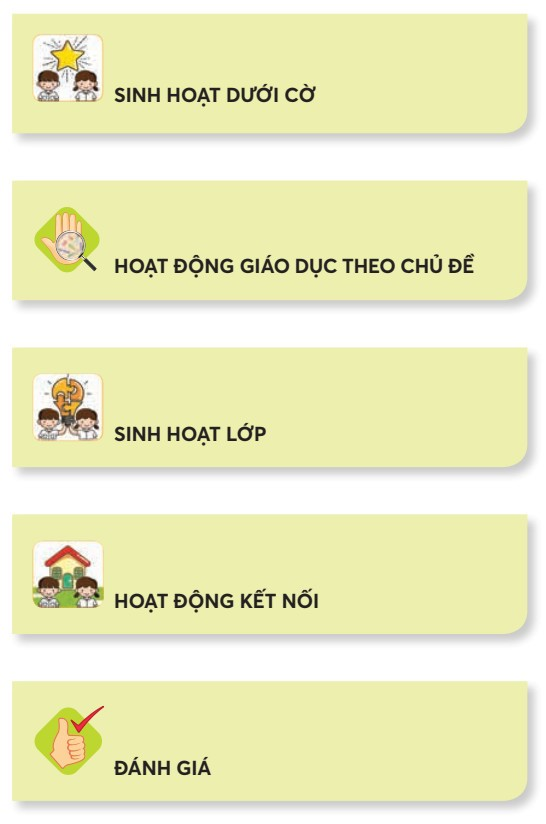 SINH HOẠT DƯỚI CỜ
HOẠT ĐỘNG GIÁO DỤC THEO CHỦ ĐỀ
SINH HOẠT LỚP
HOẠT ĐỘNG KẾT NỐI
ĐÁNH GIÁ